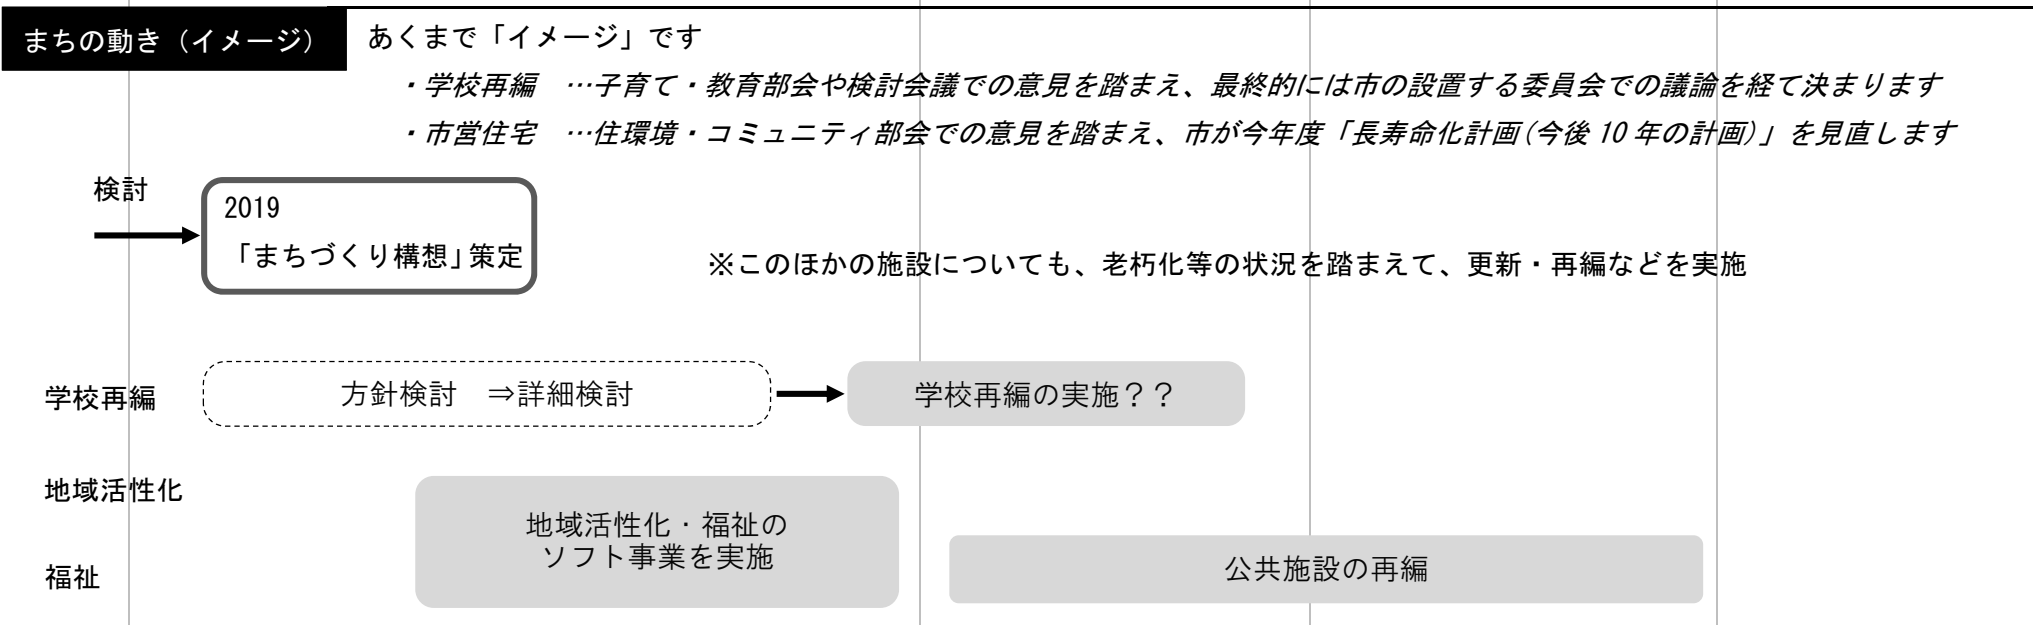 まちの動き（イメージ）
あくまで「イメージ」です
・学校再編　…子育て・教育部会や検討会議での意見を踏まえ、最終的には市の設置する委員会での議論を経て決まります
・市営住宅　…住環境・コミュニティ部会での意見を踏まえ、市が今年度「長寿命化計画(今後 10 年の計画)」を見直します
検討
2019
「まちづくり構想」策定
※このほかの施設についても、老朽化等の状況を踏まえて、更新・再編などを実施
学校再編
方針検討　⇒詳細検討
学校再編の実施？？
地域活性化
地域活性化・福祉の
ソフト事業を実施
福祉
公共施設の再編